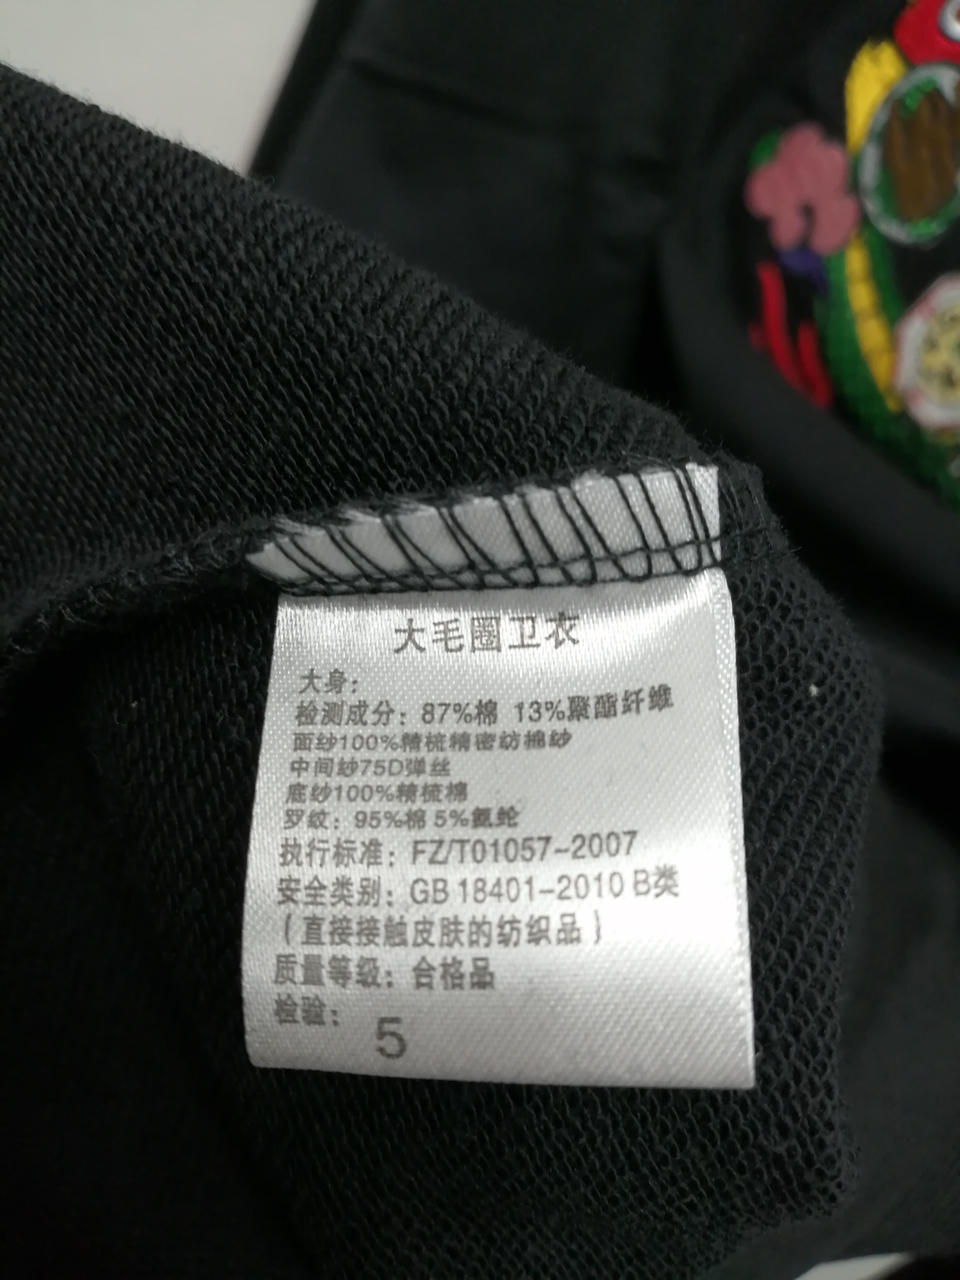 大毛圈卫衣
大身：
检测成分：87%棉 13%聚酯纤维
面纱100%精梳精密纺棉纱
中间纱75D弹丝
底纱100%精梳棉
罗纹：95%棉 5%氨纶
执行标准：FZ/T01057-2007
安全类别：GB 18401-2010 B类
（直接接触皮肤的纺织品）
质量等级：合格品
检验：
5